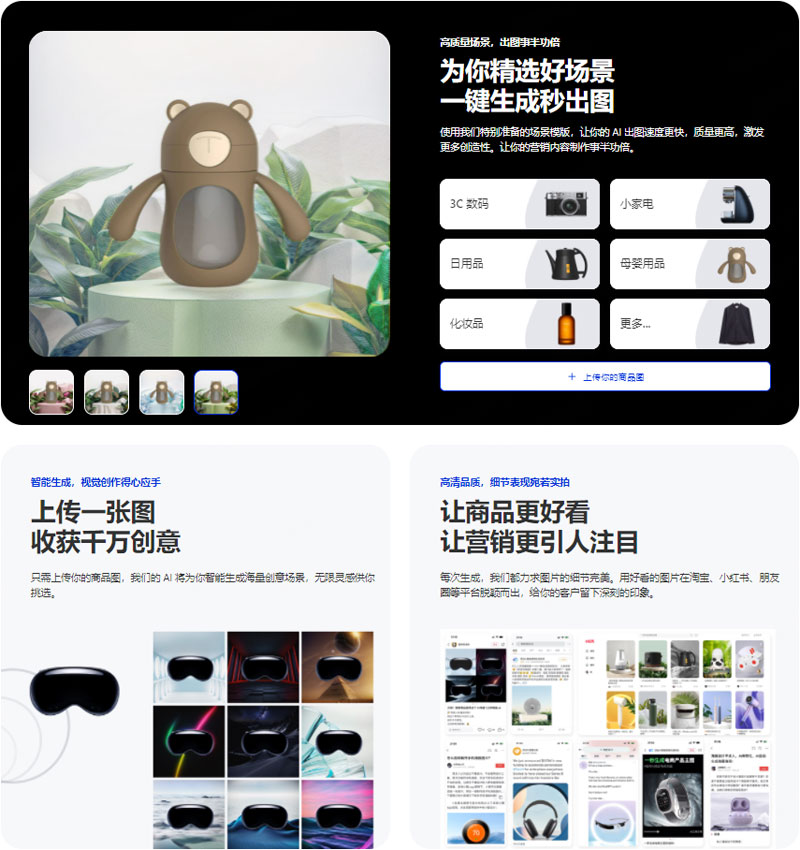 高质量场景，出图事半功倍
为你精选好场景
一键生成秒出图
使用我们特别准备的场景模版，让你的 AI 出图速度更快，质量更高，激发
更多创造性。让你的营销内容制作事半功倍。
3C 数码
小家电
日用品
母婴用品
化妆品
更多...
+ 上传你的商品图
智能生成，视觉创作得心应手
上传一张图
收获千万创意
只需上传你的商品图，我们的 AI 将为你智能生成海量创意场景，无限灵感供你
挑选。
高清品质，细节表现宛若实拍
让商品更好看
让营销更引人注目
每次生成，我们都力求图片的细节完美。用好看的图片在淘宝、小红书、朋友
圈等平台脱颖而出，给你的客户留下深刻的印象。
一秒生成电商产品主图
70